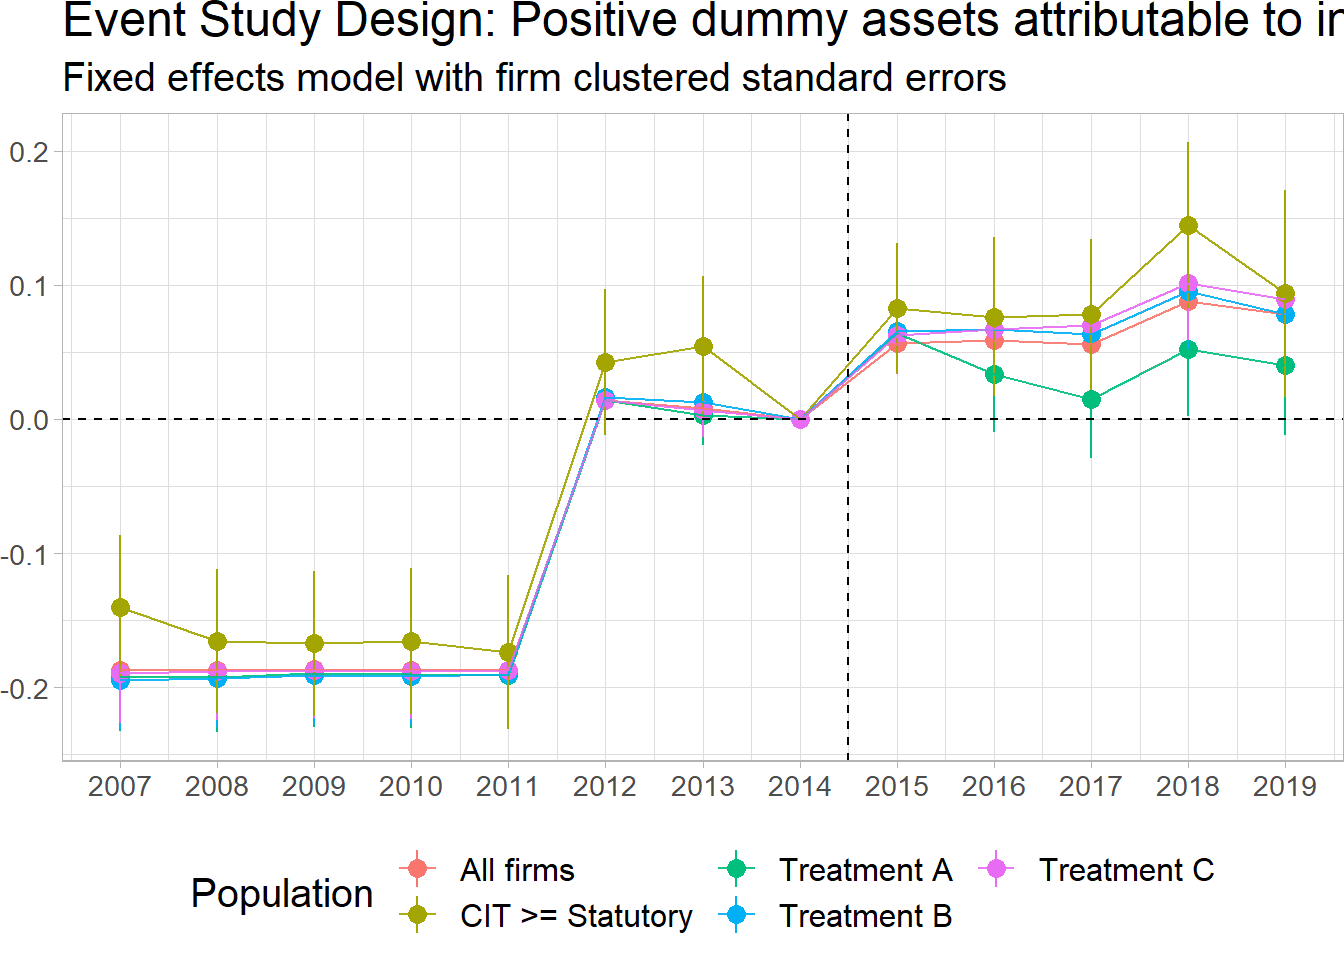 Event Study Design: Positive dummy assets attributable to
Fixed effects model with firm clustered standard errors
0.2
0.1
0.0
-0.1
-0.2
2007 2008 2009 2010 2011 2012 2013 2014 2015 2016 2017 2018 2019
Population
All firms
CIT >= Statutory
Treatment A
Treatment B
Treatment C